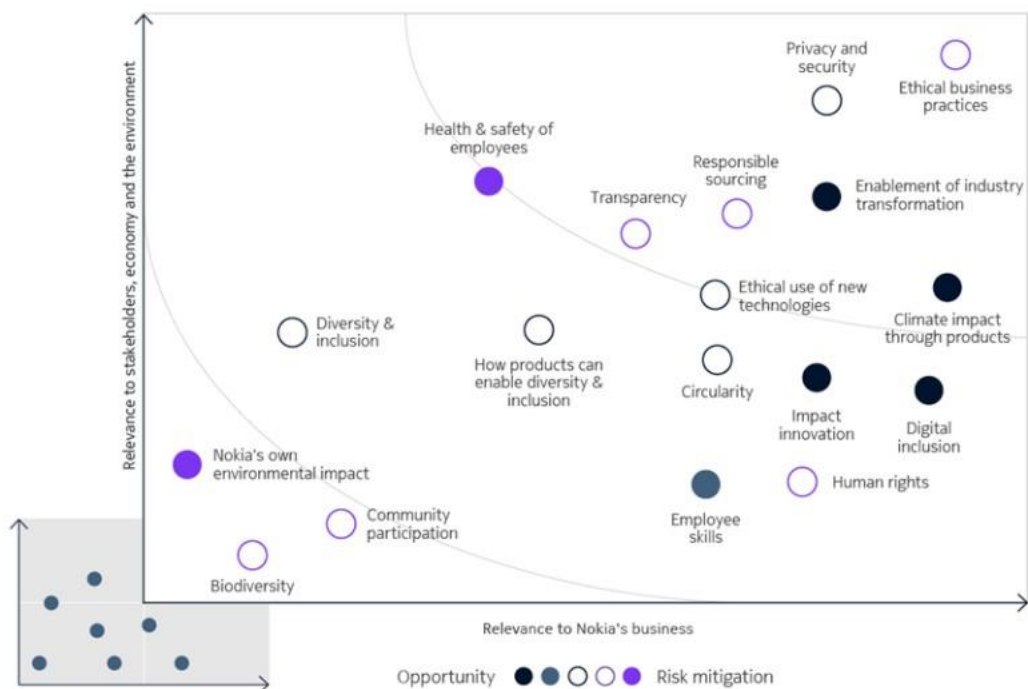 Relevance to stakeholders, economy and the environment
Privacy and
security
Ethical business
practices
Health & safety of
employees
Responsible
sourcing
Transparency
Enablement of industry
transformation
Ethical use of new
technologies
Climate impact
through products
Diversity &
inclusion
How products can
enable diversity &
inclusion
Circularity
Impact
innovation
Digital
inclusion
Nokia's own
environmental impact
Human rights
Employee
skills
Community
participation
Biodiversity
Relevance to Nokia's business
Opportunity
Risk mitigation